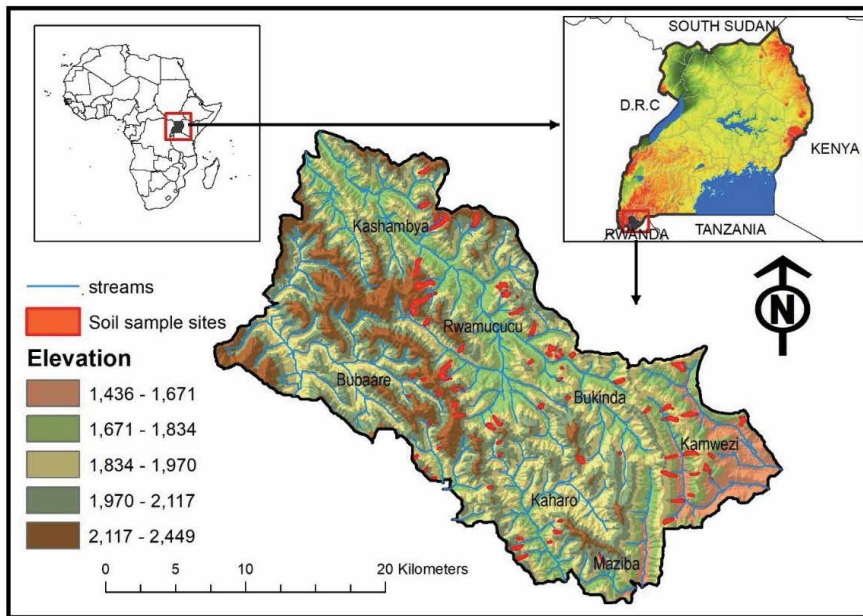 SOUTH SUDAN
D.R.C
KENYA
RWANDA
TANZANIA
N
Kashambya
Rwamucucu
Bubaare
Bukinda
Kamwezi
Kaharo
Maziba
streams
Soil sample sites
Elevation
1,436 - 1,671
1,671 - 1,834
1,834 - 1,970
1,970 - 2,117
2,117 - 2,449
0 5 10 20 Kilometers